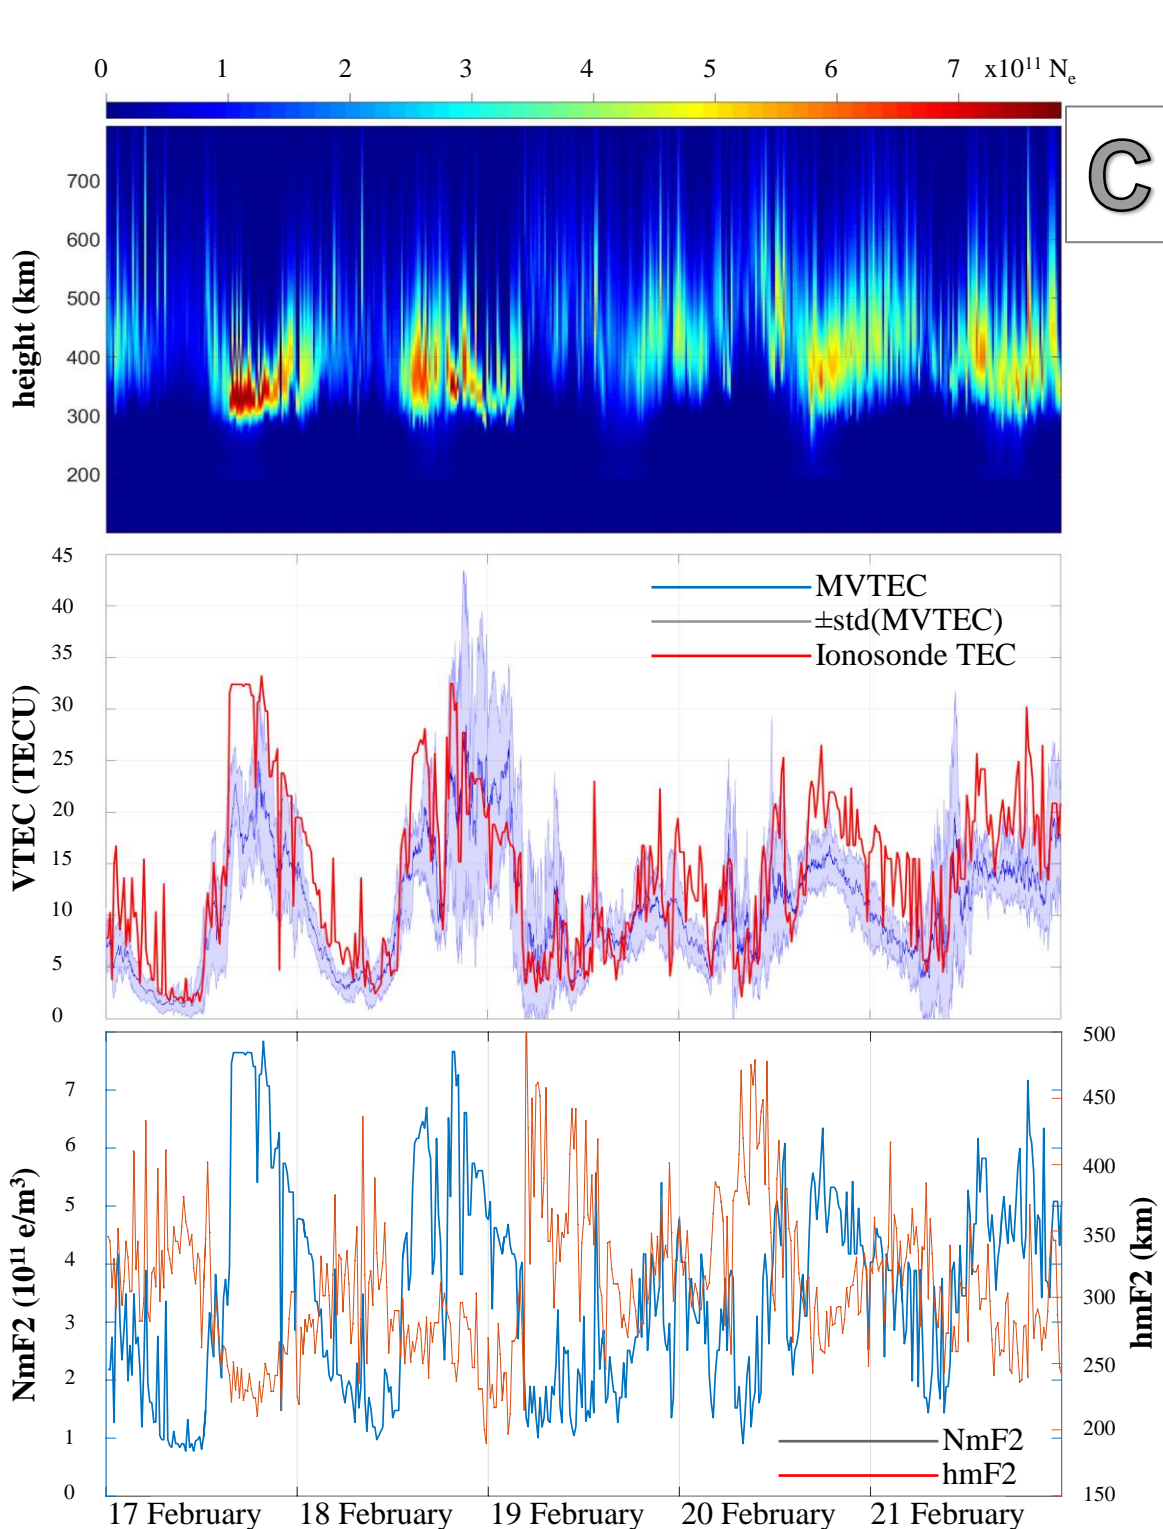 0 1 2 3 4 5 6 7 x10¹¹ Nₑ
C
height (km)
700
600
500
400
300
200
VTEC (TECU)
45
40
35
30
25
20
15
10
5
0
MVTEC
±std(MVTEC)
Ionosonde TEC
NmF2 (10¹¹ e/m³)
7
6
5
4
3
2
1
0
500
450
400
350
300
250
200
150
hmF2 (km)
NmF2
hmF2
17 February 18 February 19 February 20 February 21 February